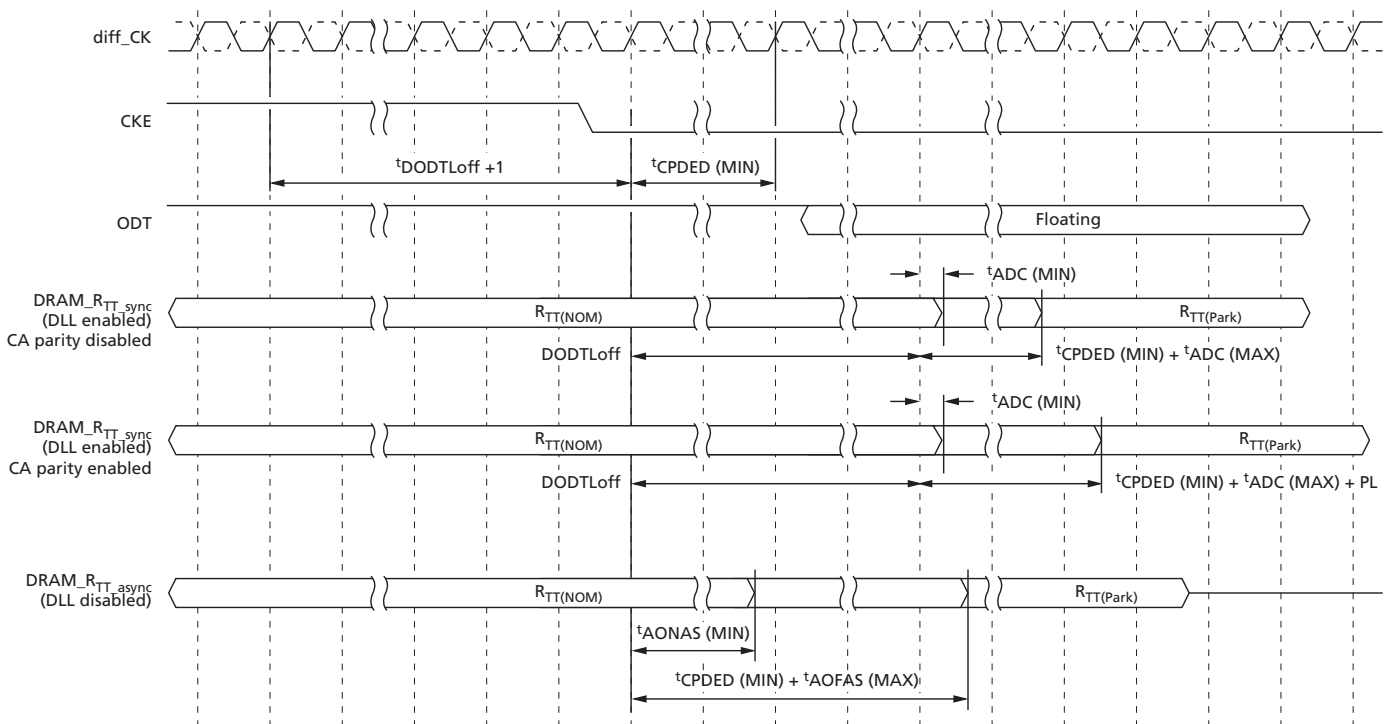 diff_CK
CKE
tDODTLoff +1
tCPDED (MIN)
ODT
Floating
tADC (MIN)
DRAM_RTT_sync
(DLL enabled)
CA parity disabled
RTT(NOM)
RTT(Park)
DODTLoff
tCPDED (MIN) + tADC (MAX)
tADC (MIN)
DRAM_RTT_sync
(DLL enabled)
CA parity enabled
RTT(NOM)
RTT(Park)
DODTLoff
tCPDED (MIN) + tADC (MAX) + PL
DRAM_RTT_async
(DLL disabled)
RTT(NOM)
RTT(Park)
tAONAS (MIN)
tCPDED (MIN) + tAOFAS (MAX)